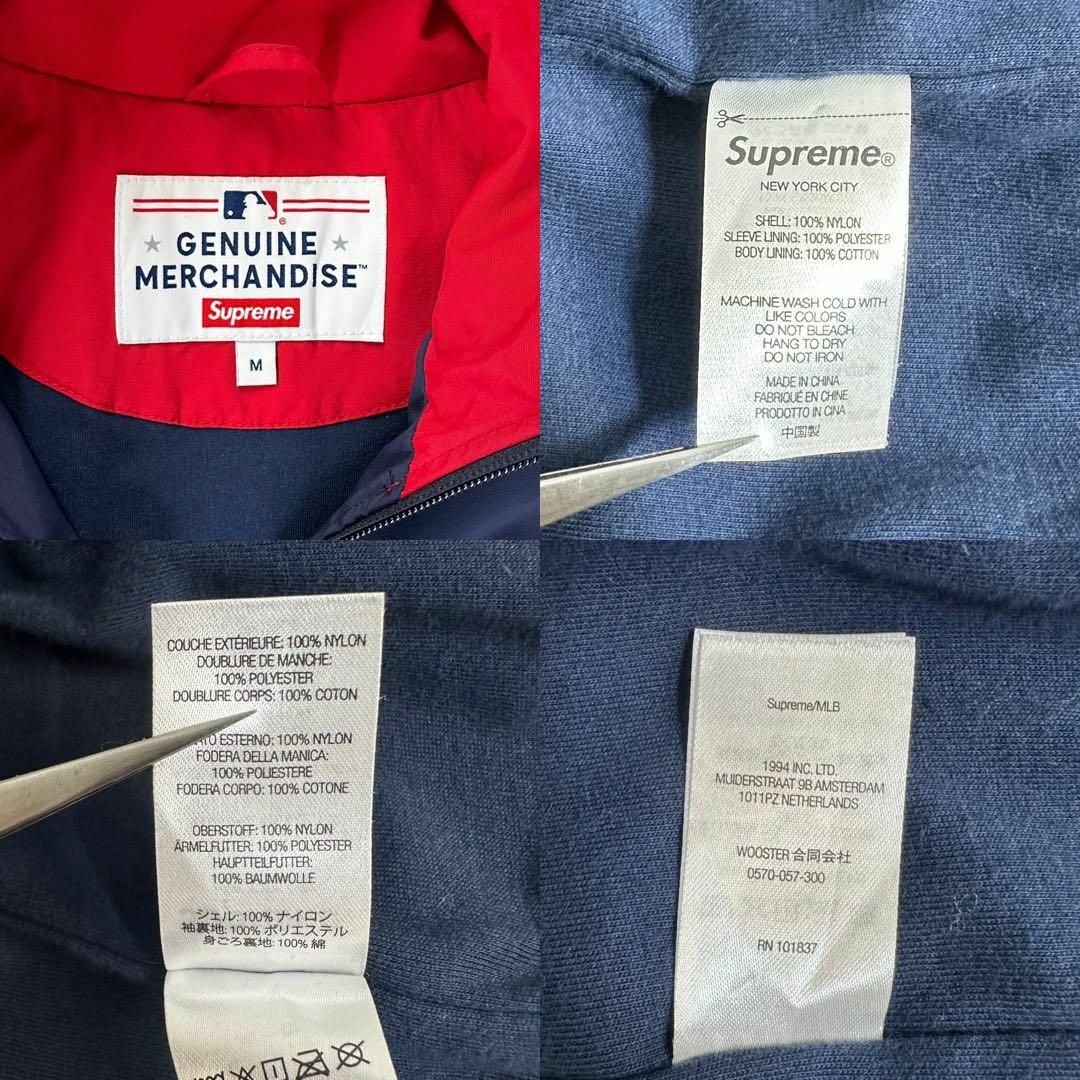 GENUINE
MERCHANDISE™
Supreme
M
Supreme®
NEW YORK CITY
SHELL: 100% NYLON
SLEEVE LINING: 100% POLYESTER
BODY LINING: 100% COTTON
MACHINE WASH COLD WITH
LIKE COLORS
DO NOT BLEACH
HANG TO DRY
DO NOT IRON
MADE IN CHINA
FABRIQUÉ EN CHINE
PRODOTTO IN CINA
中国製
COUCHE EXTÉRIEURE: 100% NYLON
DOUBLURE DE MANCHE:
100% POLYESTER
DOUBLURE CORPS: 100% COTON
ESTERNO: 100% NYLON
FODERA DELLA MANICA:
100% POLIESTERE
FODERA CORPO: 100% COTONE
OBERSTOFF: 100% NYLON
ÄRMELFUTTER: 100% POLYESTER
HAUPTTEILFUTTER:
100% BAUMWOLLE
シェル: 100% ナイロン
袖裏地: 100% ポリエステル
身ごろ裏地: 100% 綿
Supreme/MLB
1994 INC. LTD.
MUIDERSTRAAT 9B AMSTERDAM
1011PZ NETHERLANDS
WOOSTER 合同会社
0570-057-300
RN 101837